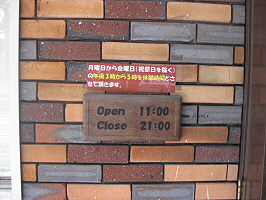 月曜日から金曜日(祝祭日を除く)
の午後3時から5時を休憩時間とさ
せて頂きます。
Open 11:00
Close 21:00